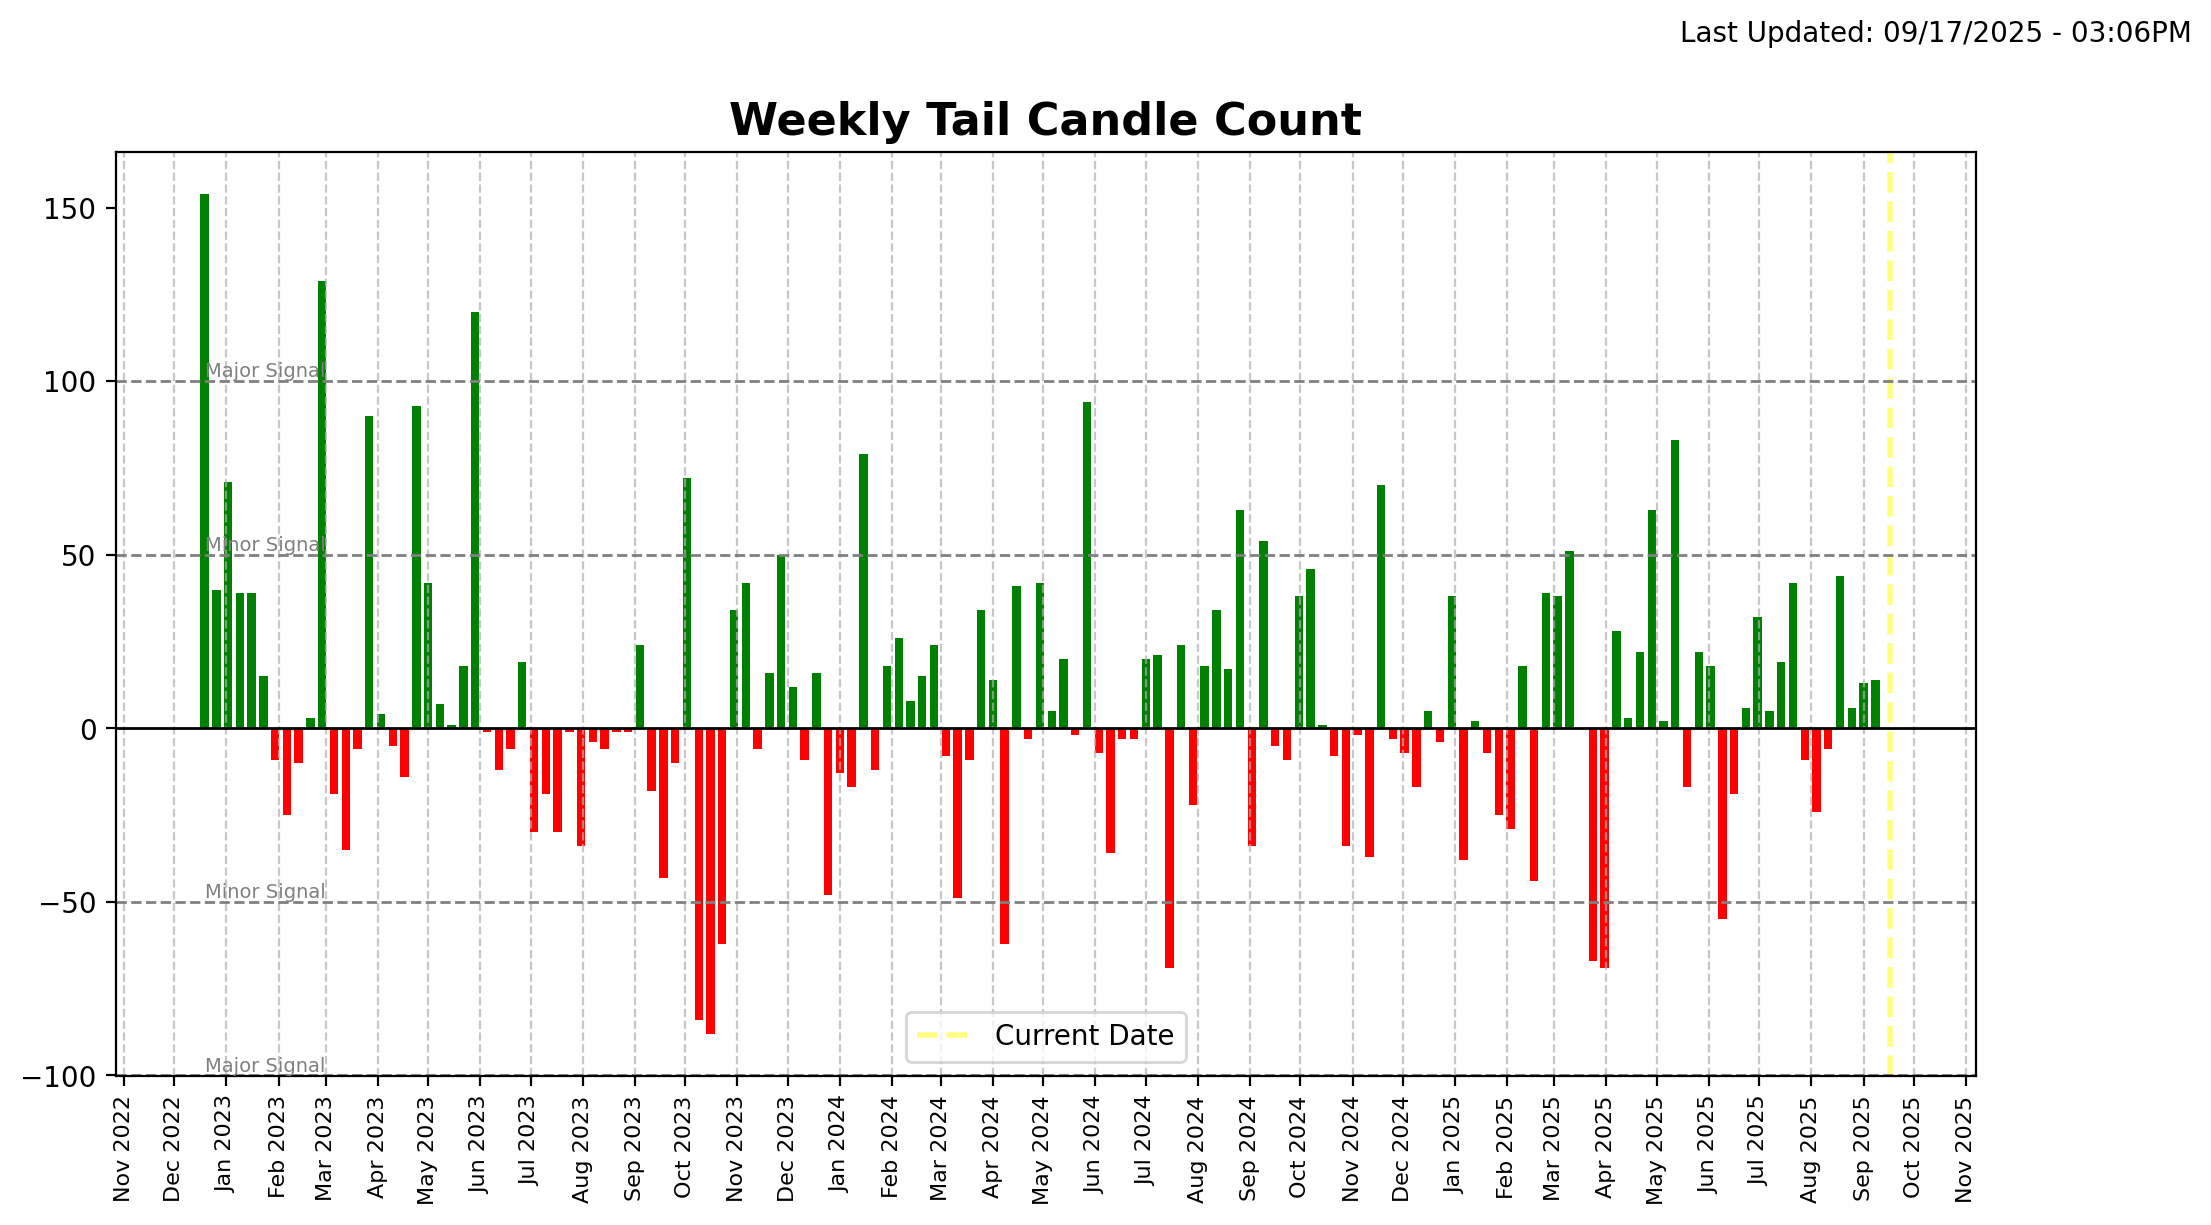 Last Updated: 09/17/2025 - 03:06PM
Weekly Tail Candle Count
150
100
50
0
−50
−100
Major Signal
Minor Signal
Minor Signal
Major Signal
Current Date
Nov 2022
Dec 2022
Jan 2023
Feb 2023
Mar 2023
Apr 2023
May 2023
Jun 2023
Jul 2023
Aug 2023
Sep 2023
Oct 2023
Nov 2023
Dec 2023
Jan 2024
Feb 2024
Mar 2024
Apr 2024
May 2024
Jun 2024
Jul 2024
Aug 2024
Sep 2024
Oct 2024
Nov 2024
Dec 2024
Jan 2025
Feb 2025
Mar 2025
Apr 2025
May 2025
Jun 2025
Jul 2025
Aug 2025
Sep 2025
Oct 2025
Nov 2025